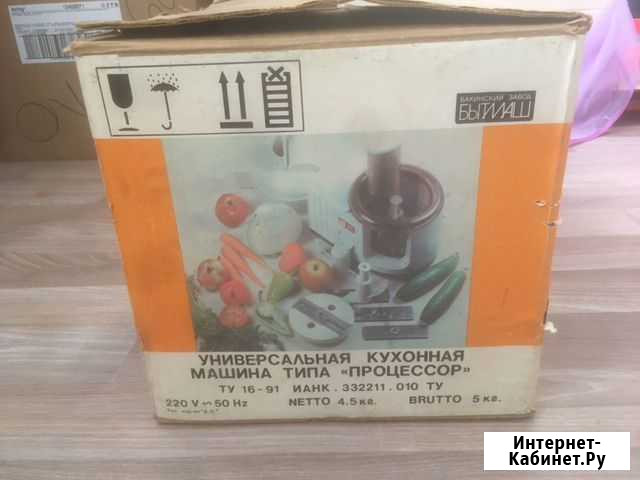 БАКИНСКИЙ ЗАВОД
БЫТМАШ
УНИВЕРСАЛЬНАЯ КУХОННАЯ
МАШИНА ТИПА «ПРОЦЕССОР»
ТУ 16-91 ИАНК.332211.010 ТУ
220 V ~ 50 Hz NETTO 4.5 кг. BRUTTO 5 кг.
Интернет-
Кабинет.Ру